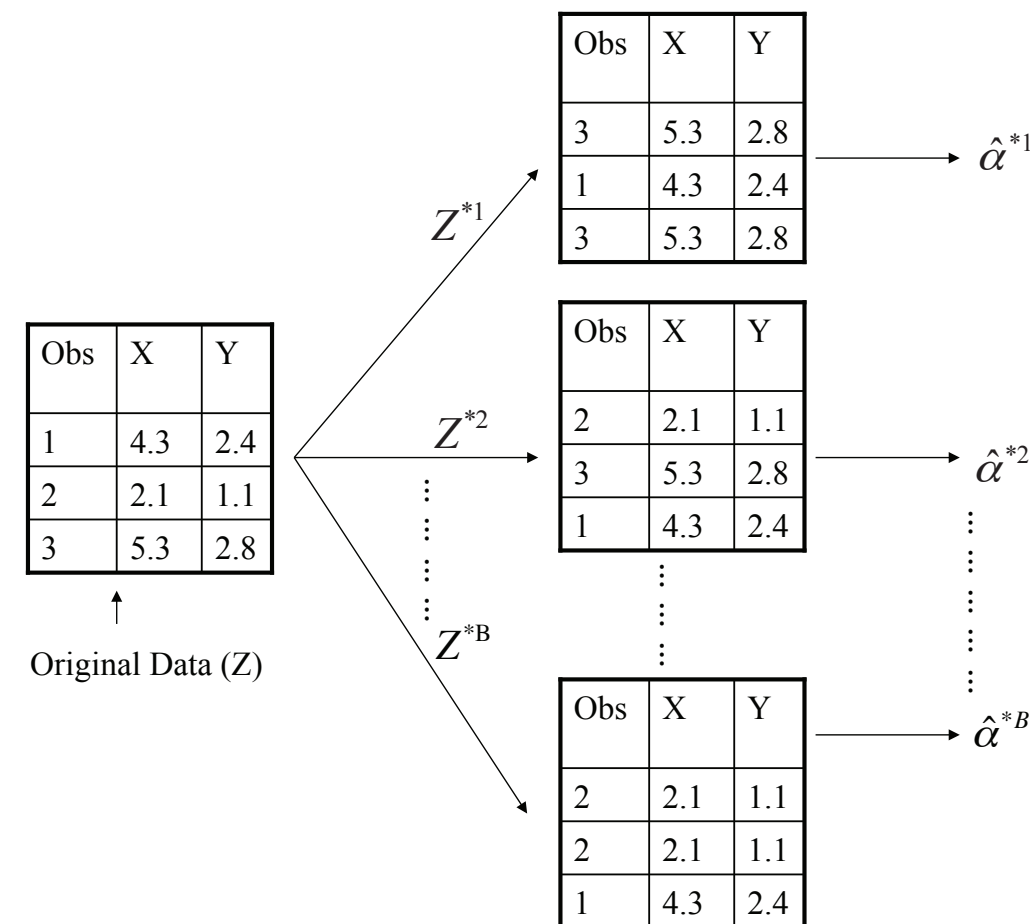 Obs X Y
3 5.3 2.8
1 4.3 2.4
3 5.3 2.8
α̂*1
Z*1
Obs X Y
1 4.3 2.4
2 2.1 1.1
3 5.3 2.8
Original Data (Z)
Z*2
Obs X Y
2 2.1 1.1
3 5.3 2.8
1 4.3 2.4
α̂*2
Z*B
Obs X Y
2 2.1 1.1
2 2.1 1.1
1 4.3 2.4
α̂*B